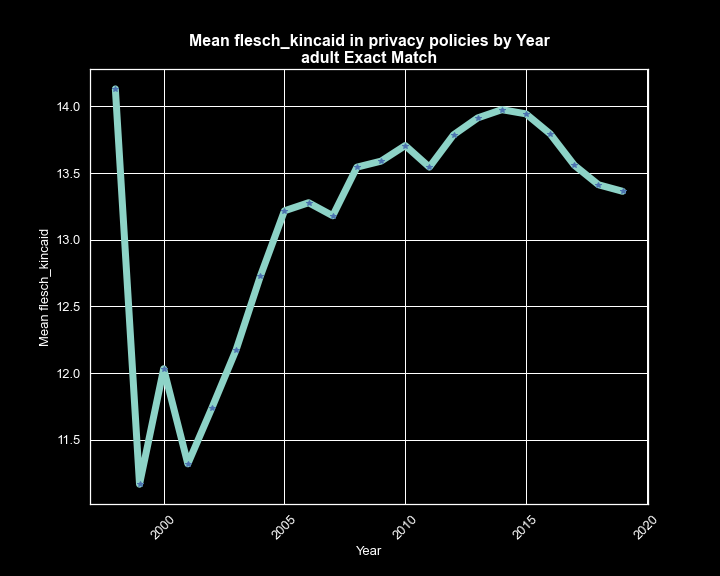 Mean flesch_kincaid in privacy policies by Year
adult Exact Match
14.0
13.5
13.0
12.5
12.0
11.5
Mean flesch_kincaid
2000
2005
2010
2015
2020
Year